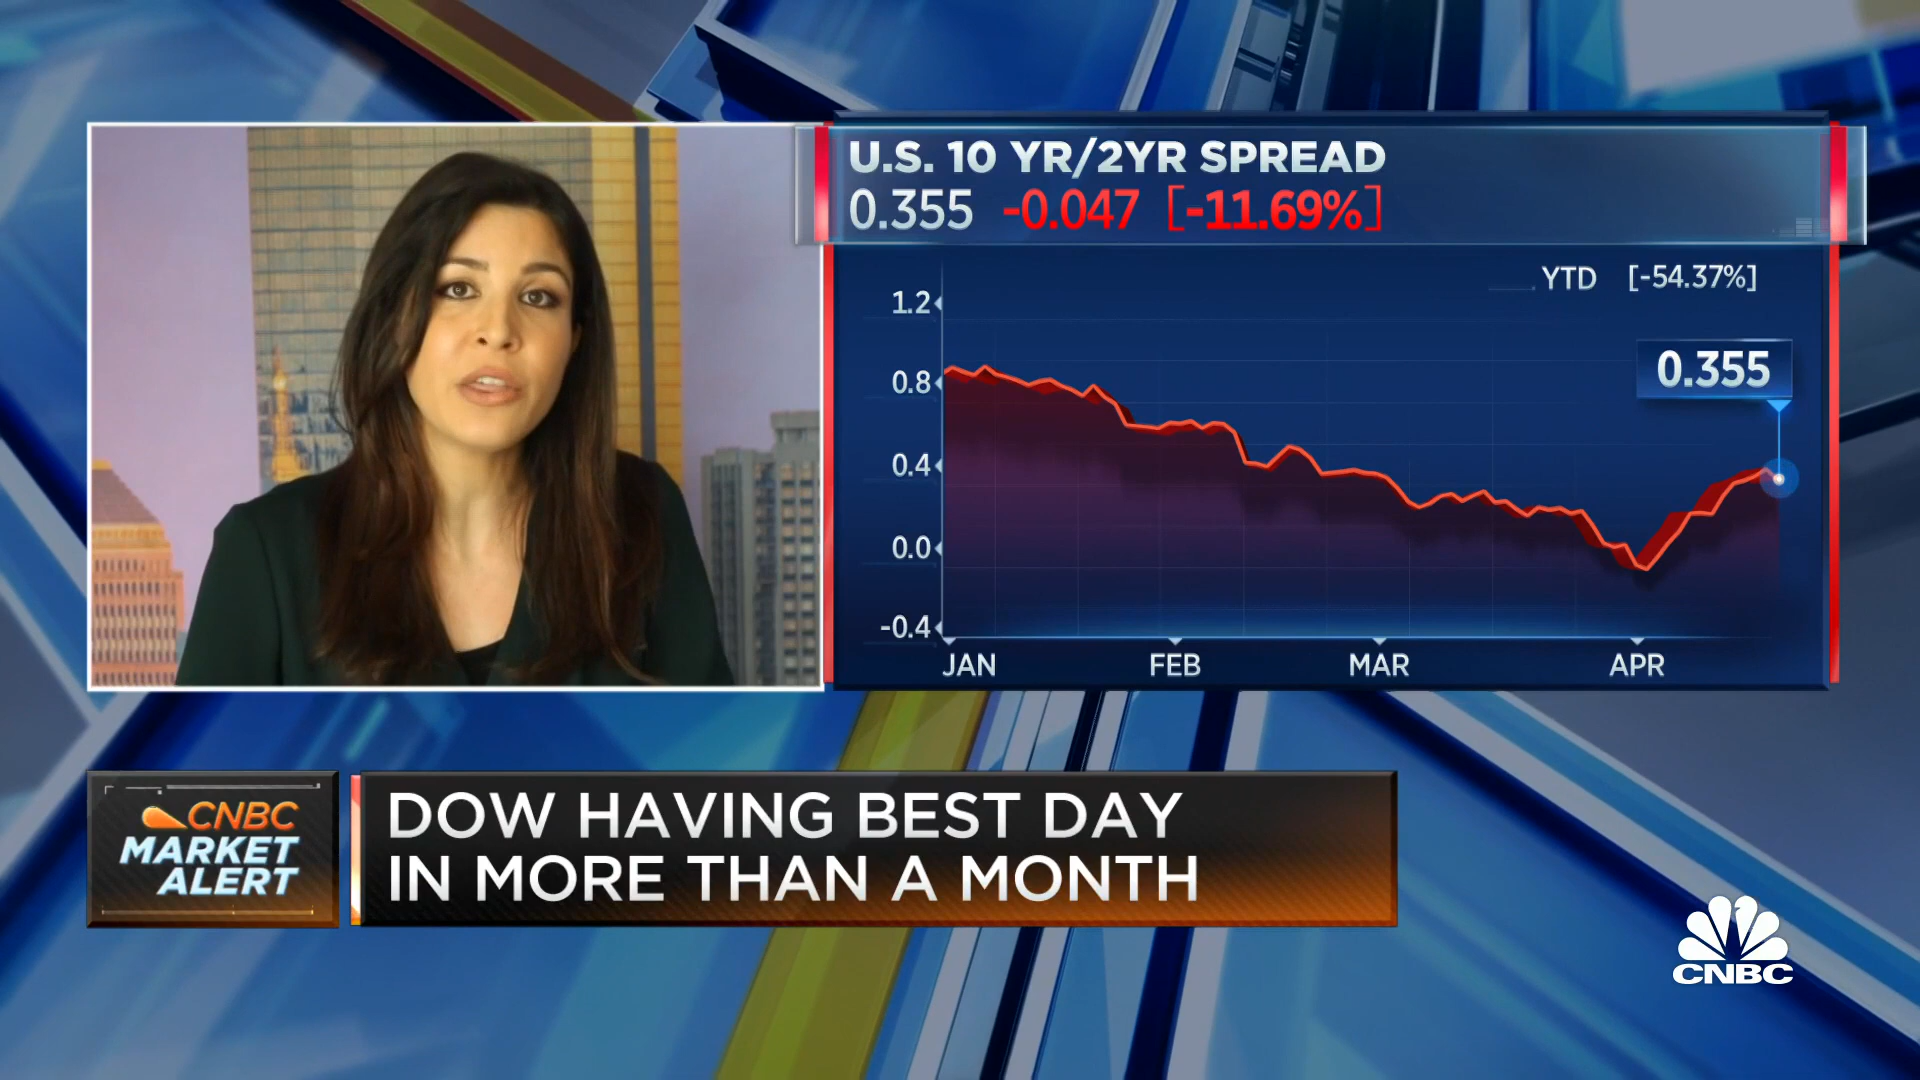 U.S. 10 YR/2YR SPREAD
0.355 -0.047 [-11.69%]
YTD [-54.37%]
1.2
0.8
0.4
0.0
-0.4
0.355
JAN FEB MAR APR
CNBC
MARKET
ALERT
DOW HAVING BEST DAY
IN MORE THAN A MONTH
CNBC